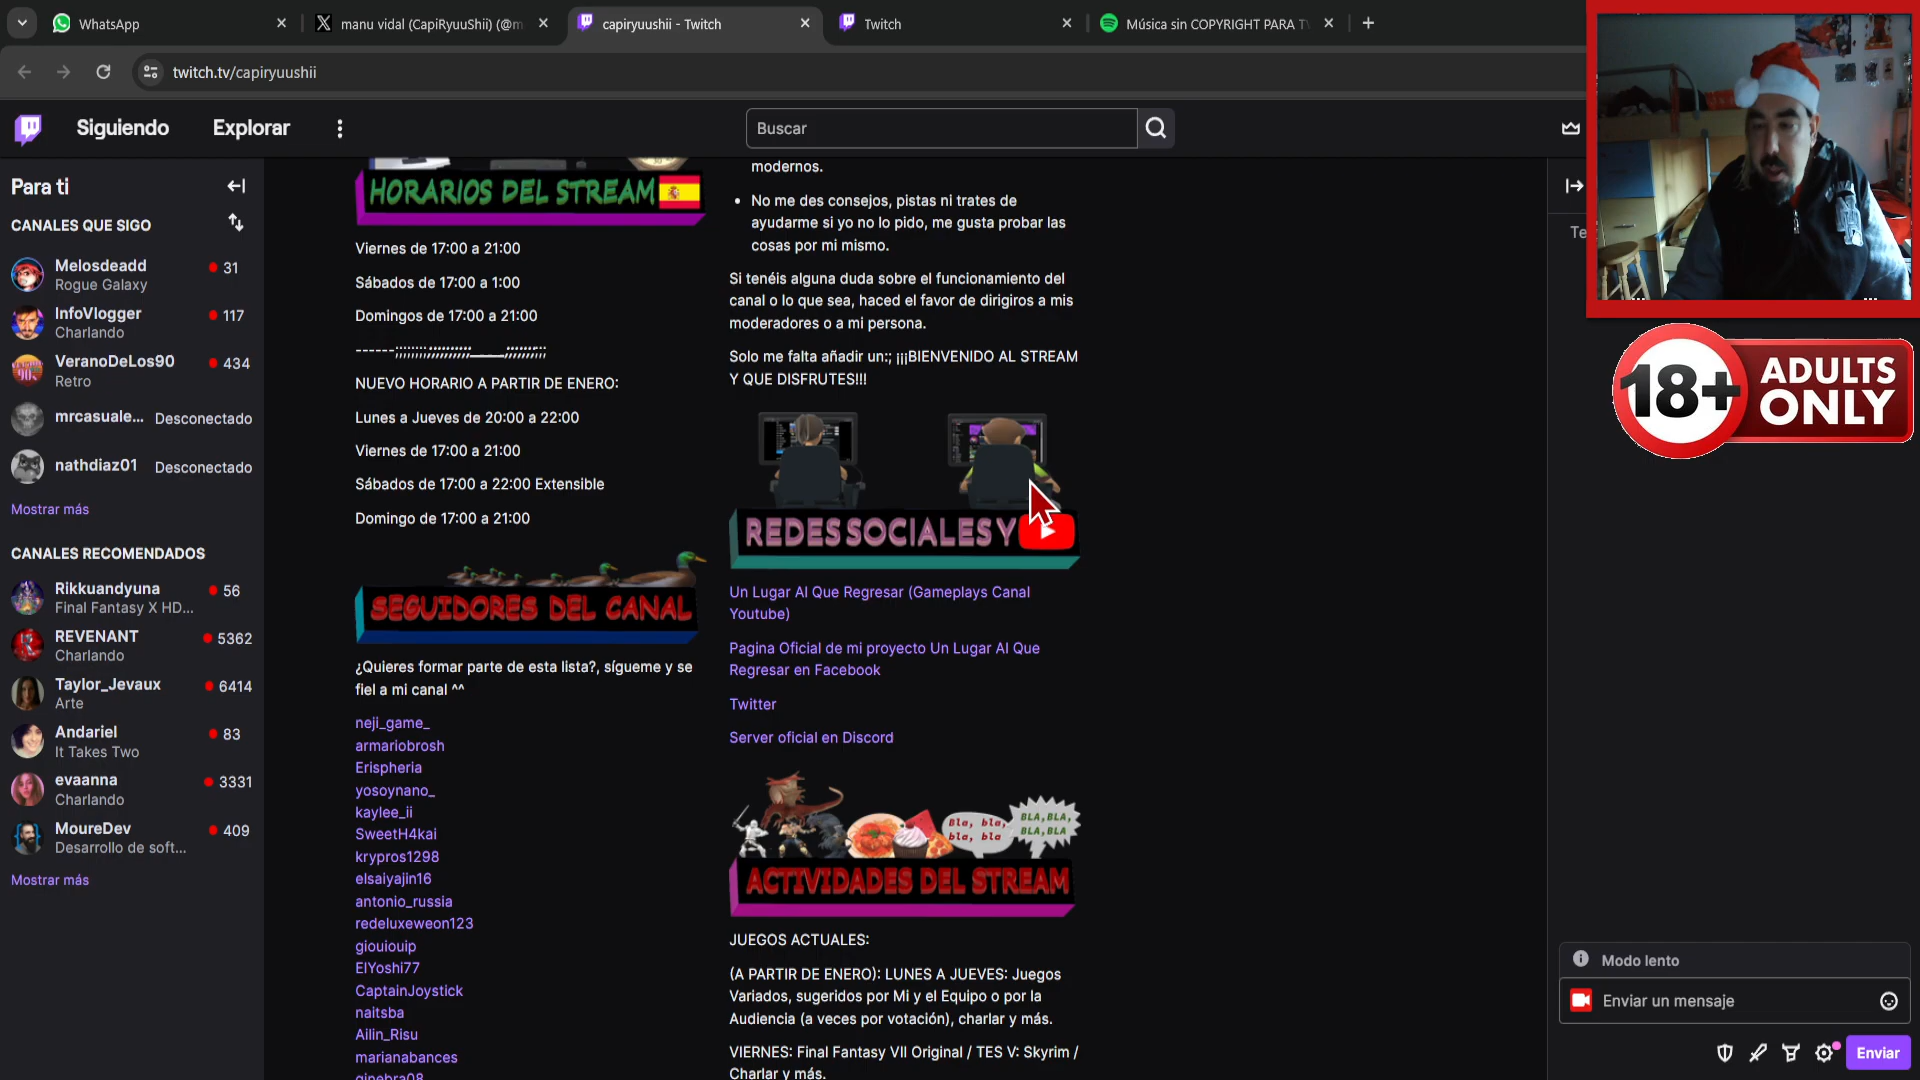 WhatsApp
manu vidal (CapiRyuuShii) (@m
capiryuushii - Twitch
Twitch
Música sin COPYRIGHT PARA T
twitch.tv/capiryuushii
Siguiendo
Explorar
Buscar
Para ti
CANALES QUE SIGO
Melosdeadd
31
Rogue Galaxy
InfoVlogger
117
Charlando
VeranoDeLos90
434
Retro
mrcasuale...
Desconectado
nathdiaz01
Desconectado
Mostrar más
CANALES RECOMENDADOS
Rikkuandyuna
56
Final Fantasy X HD...
REVENANT
5362
Charlando
Taylor_Jevaux
6414
Arte
Andariel
83
It Takes Two
evaanna
3331
Charlando
MoureDev
409
Desarrollo de soft...
Mostrar más
HORARIOS DEL STREAM
Viernes de 17:00 a 21:00
Sábados de 17:00 a 1:00
Domingos de 17:00 a 21:00
NUEVO HORARIO A PARTIR DE ENERO:
Lunes a Jueves de 20:00 a 22:00
Viernes de 17:00 a 21:00
Sábados de 17:00 a 22:00 Extensible
Domingo de 17:00 a 21:00
SEGUIDORES DEL CANAL
¿Quieres formar parte de esta lista?, sígueme y se
fiel a mi canal ^^
neji_game_
armariobrosh
Erispheria
yosoynano_
kaylee_ii
SweetH4kai
krypros1298
elsaiyajin16
antonio_russia
redeluxeweon123
giouiouip
ElYoshi77
CaptainJoystick
naitsba
Ailin_Risu
marianabances
ginebra08
modernos.
• No me des consejos, pistas ni trates de
ayudarme si yo no lo pido, me gusta probar las
cosas por mi mismo.
Si tenéis alguna duda sobre el funcionamiento del
canal o lo que sea, haced el favor de dirigiros a mis
moderadores o a mi persona.
Solo me falta añadir un:; ¡¡¡BIENVENIDO AL STREAM
Y QUE DISFRUTES!!!
REDES SOCIALES Y
Un Lugar Al Que Regresar (Gameplays Canal
Youtube)
Pagina Oficial de mi proyecto Un Lugar Al Que
Regresar en Facebook
Twitter
Server oficial en Discord
Bla, bla,
bla, bla
BLA,BLA,
BLA,BLA
ACTIVIDADES DEL STREAM
JUEGOS ACTUALES:
(A PARTIR DE ENERO): LUNES A JUEVES: Juegos
Variados, sugeridos por Mi y el Equipo o por la
Audiencia (a veces por votación), charlar y más.
VIERNES: Final Fantasy VII Original / TES V: Skyrim /
Charlar y más.
Te
18+ ADULTS
ONLY
Modo lento
Enviar un mensaje
Enviar